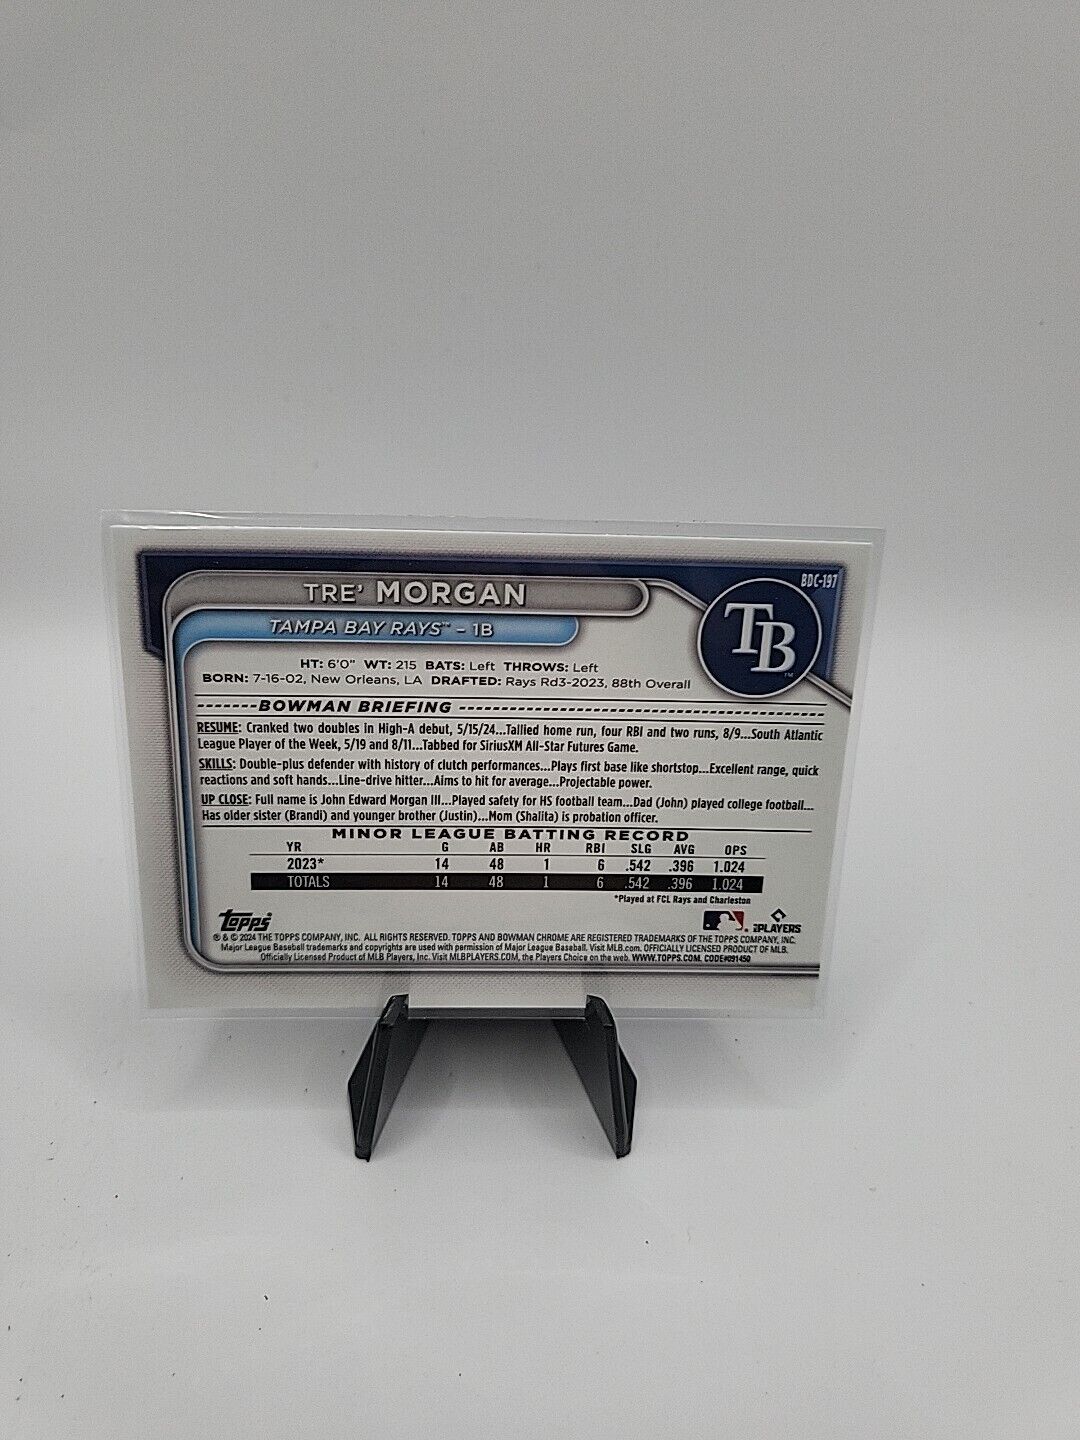 BDC-197
TRE' MORGAN
TB
TAMPA BAY RAYS™ – 1B
HT: 6'0" WT: 215 BATS: Left THROWS: Left
BORN: 7-16-02, New Orleans, LA DRAFTED: Rays Rd3-2023, 88th Overall
BOWMAN BRIEFING
RESUME: Cranked two doubles in High-A debut, 5/15/24...Tallied home run, four RBI and two runs, 8/9...South Atlantic
League Player of the Week, 5/19 and 8/11...Tabbed for SiriusXM All-Star Futures Game.
SKILLS: Double-plus defender with history of clutch performances...Plays first base like shortstop...Excellent range, quick
reactions and soft hands...Line-drive hitter...Aims to hit for average...Projectable power.
UP CLOSE: Full name is John Edward Morgan III...Played safety for HS football team...Dad (John) played college football...
Has older sister (Brandi) and younger brother (Justin)...Mom (Shalita) is probation officer.
MINOR LEAGUE BATTING RECORD
YR G AB HR RBI SLG AVG OPS
2023* 14 48 1 6 .542 .396 1.024
TOTALS 14 48 1 6 .542 .396 1.024
*Played at FCL Rays and Charleston
Topps
PLAYERS
® & © 2024 THE TOPPS COMPANY, INC. ALL RIGHTS RESERVED. TOPPS AND BOWMAN CHROME ARE REGISTERED TRADEMARKS OF THE TOPPS COMPANY, INC.
Major League Baseball trademarks and copyrights are used with permission of Major League Baseball. Visit MLB.com. OFFICIALLY LICENSED PRODUCT OF MLB.
Officially Licensed Product of MLB Players, Inc. Visit MLBPLAYERS.COM, the Players Choice on the web. WWW.TOPPS.COM. CODE#091450